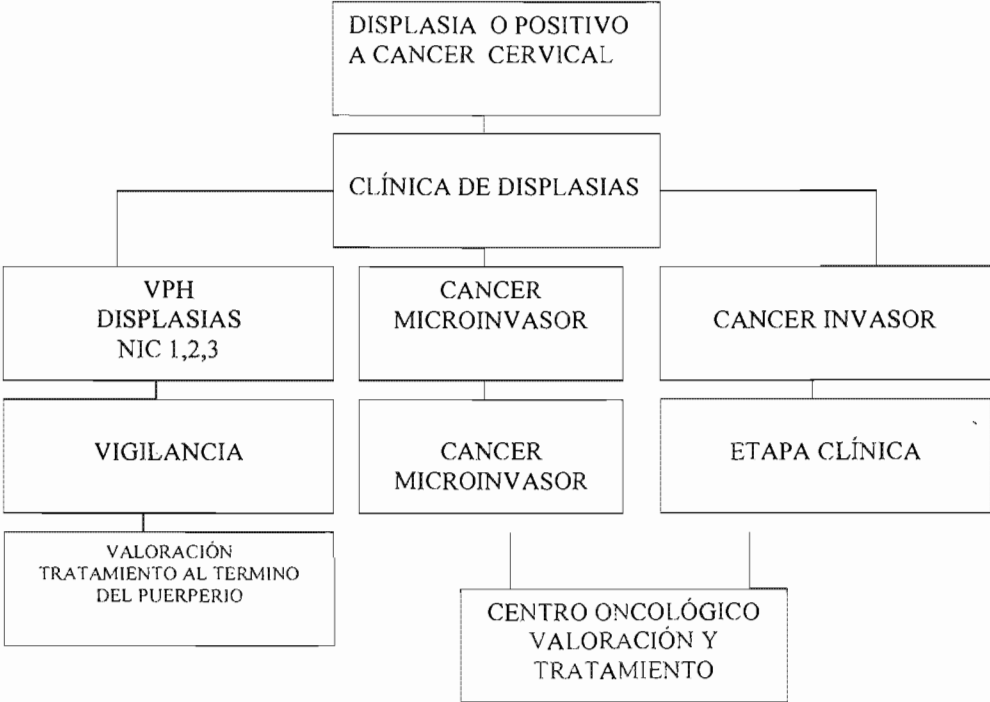 DISPLASIA O POSITIVO
A CANCER CERVICAL
CLÍNICA DE DISPLASIAS
VPH
DISPLASIAS
NIC 1,2,3
CANCER
MICROINVASOR
CANCER INVASOR
VIGILANCIA
CANCER
MICROINVASOR
ETAPA CLÍNICA
VALORACIÓN
TRATAMIENTO AL TERMINO
DEL PUERPERIO
CENTRO ONCOLÓGICO
VALORACIÓN Y
TRATAMIENTO